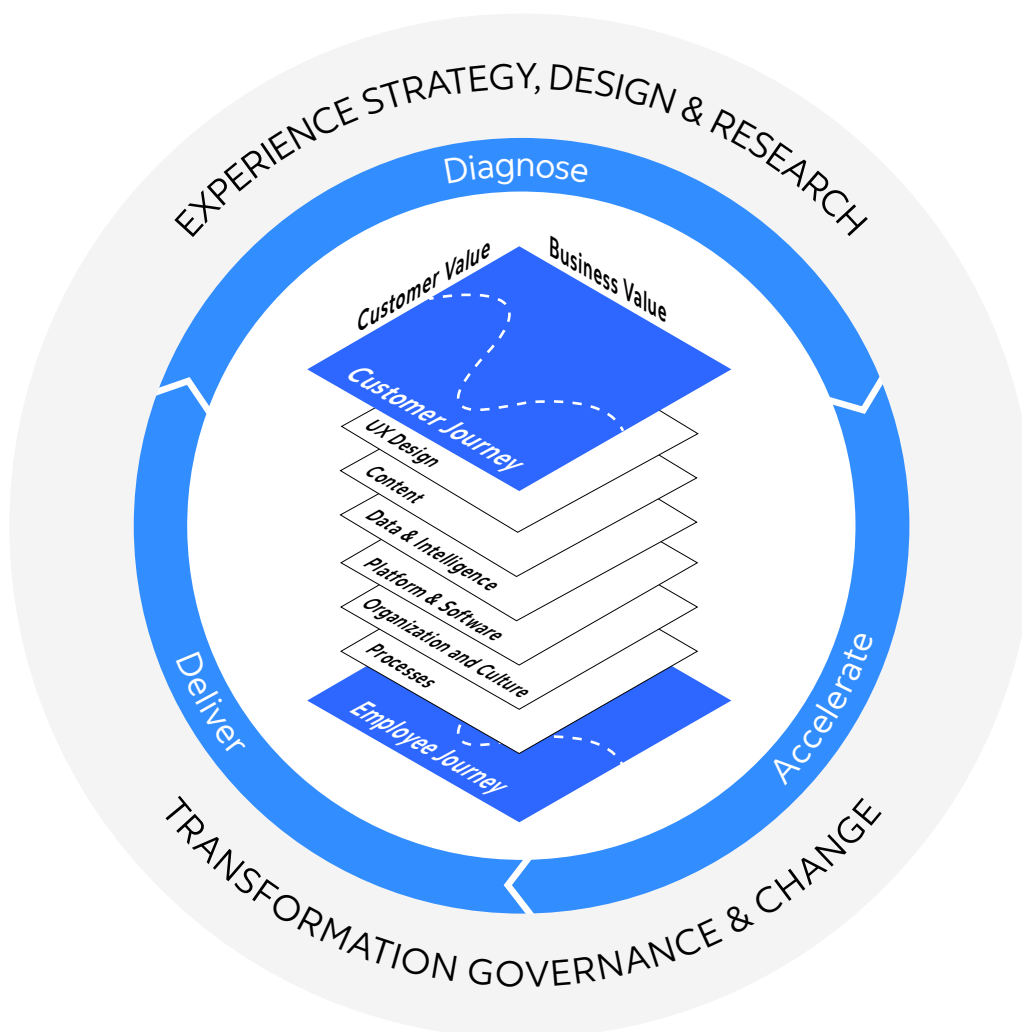 EXPERIENCE STRATEGY, DESIGN & RESEARCH
Diagnose
Customer Value
Business Value
Customer Journey
UX Design
Content
Data & Intelligence
Platform & Software
Organization and Culture
Processes
Employee Journey
Deliver
Accelerate
TRANSFORMATION GOVERNANCE & CHANGE